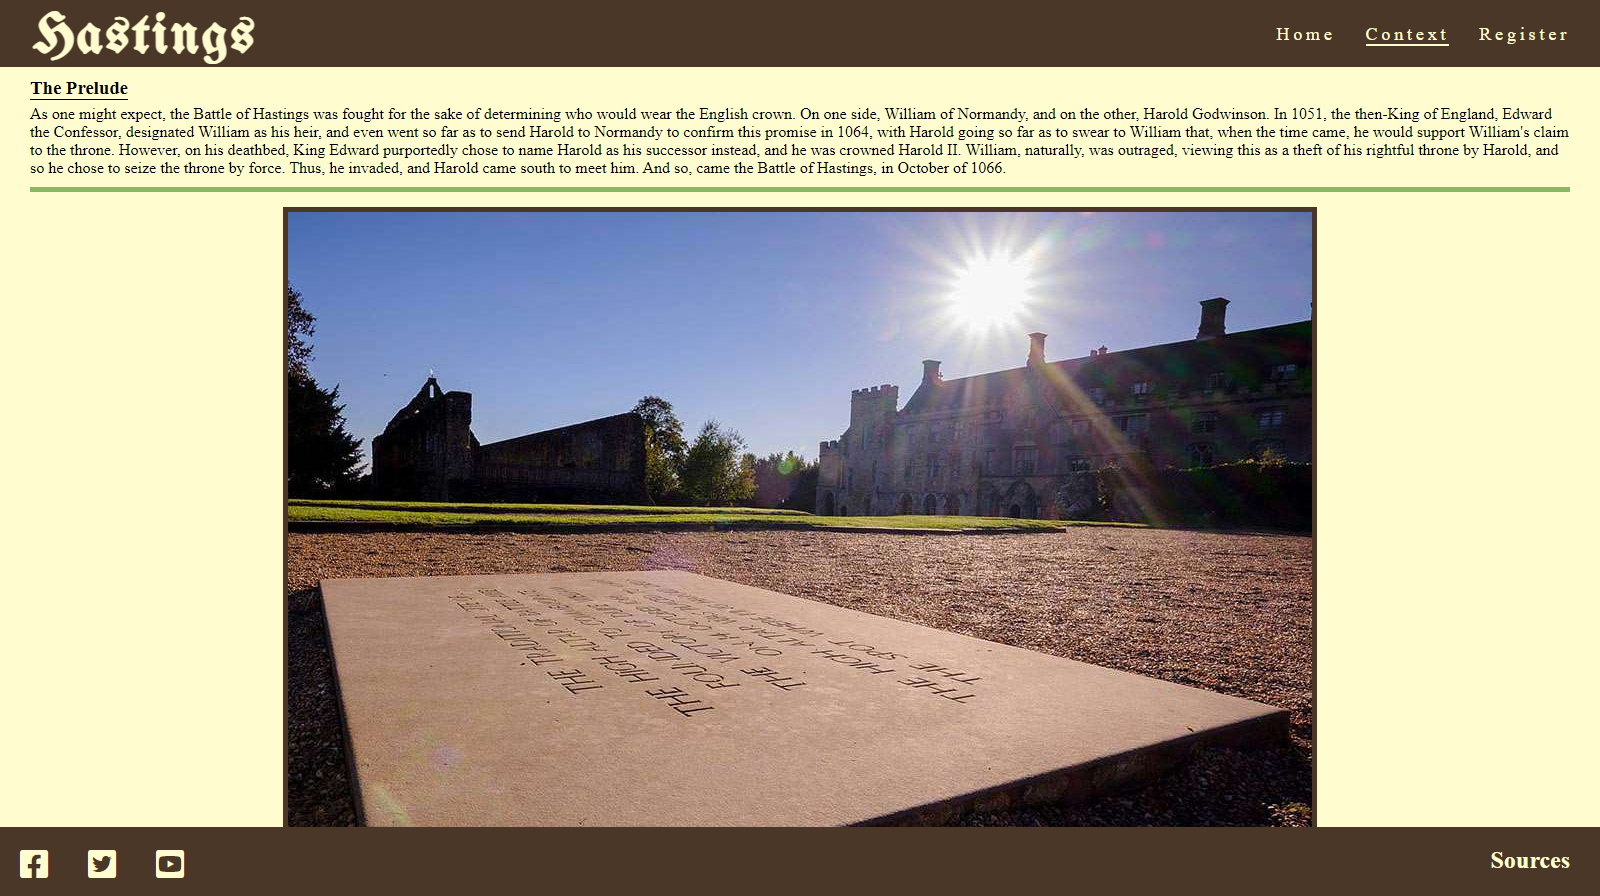 Hastings
Home Context Register
The Prelude
As one might expect, the Battle of Hastings was fought for the sake of determining who would wear the English crown. On one side, William of Normandy, and on the other, Harold Godwinson. In 1051, the then-King of England, Edward
the Confessor, designated William as his heir, and even went so far as to send Harold to Normandy to confirm this promise in 1064, with Harold going so far as to swear to William that, when the time came, he would support William's claim
to the throne. However, on his deathbed, King Edward purportedly chose to name Harold as his successor instead, and he was crowned Harold II. William, naturally, was outraged, viewing this as a theft of his rightful throne by Harold, and
so he chose to seize the throne by force. Thus, he invaded, and Harold came south to meet him. And so, came the Battle of Hastings, in October of 1066.
THE TRADITIONAL
THE HIGH ALTAR OF
FOUNDED TO
THE VICTORY
ON 14
THE HIGH ALTAR
THE SPOT WHERE
Sources